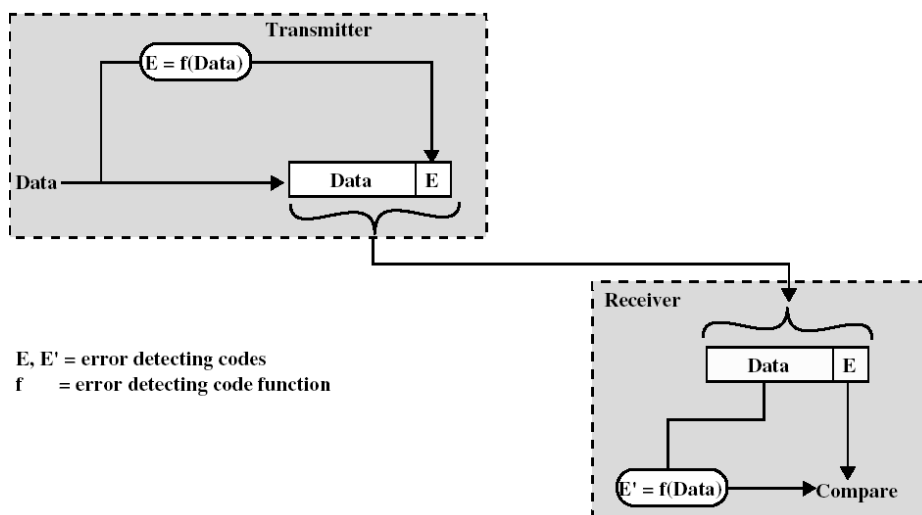 Transmitter
E = f(Data)
Data
Data E
Receiver
E, E' = error detecting codes
f = error detecting code function
Data E
E' = f(Data)
Compare